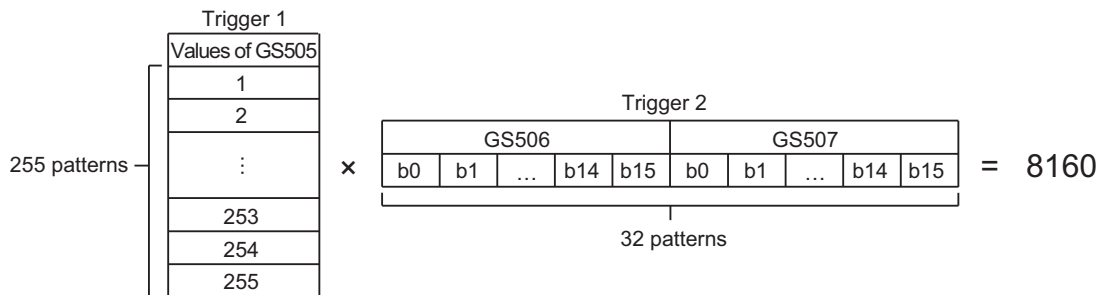 Trigger 1
Values of GS505
1
2
⋮
253
254
255
255 patterns
×
Trigger 2
GS506 GS507
b0 b1 … b14 b15 b0 b1 … b14 b15
32 patterns
= 8160